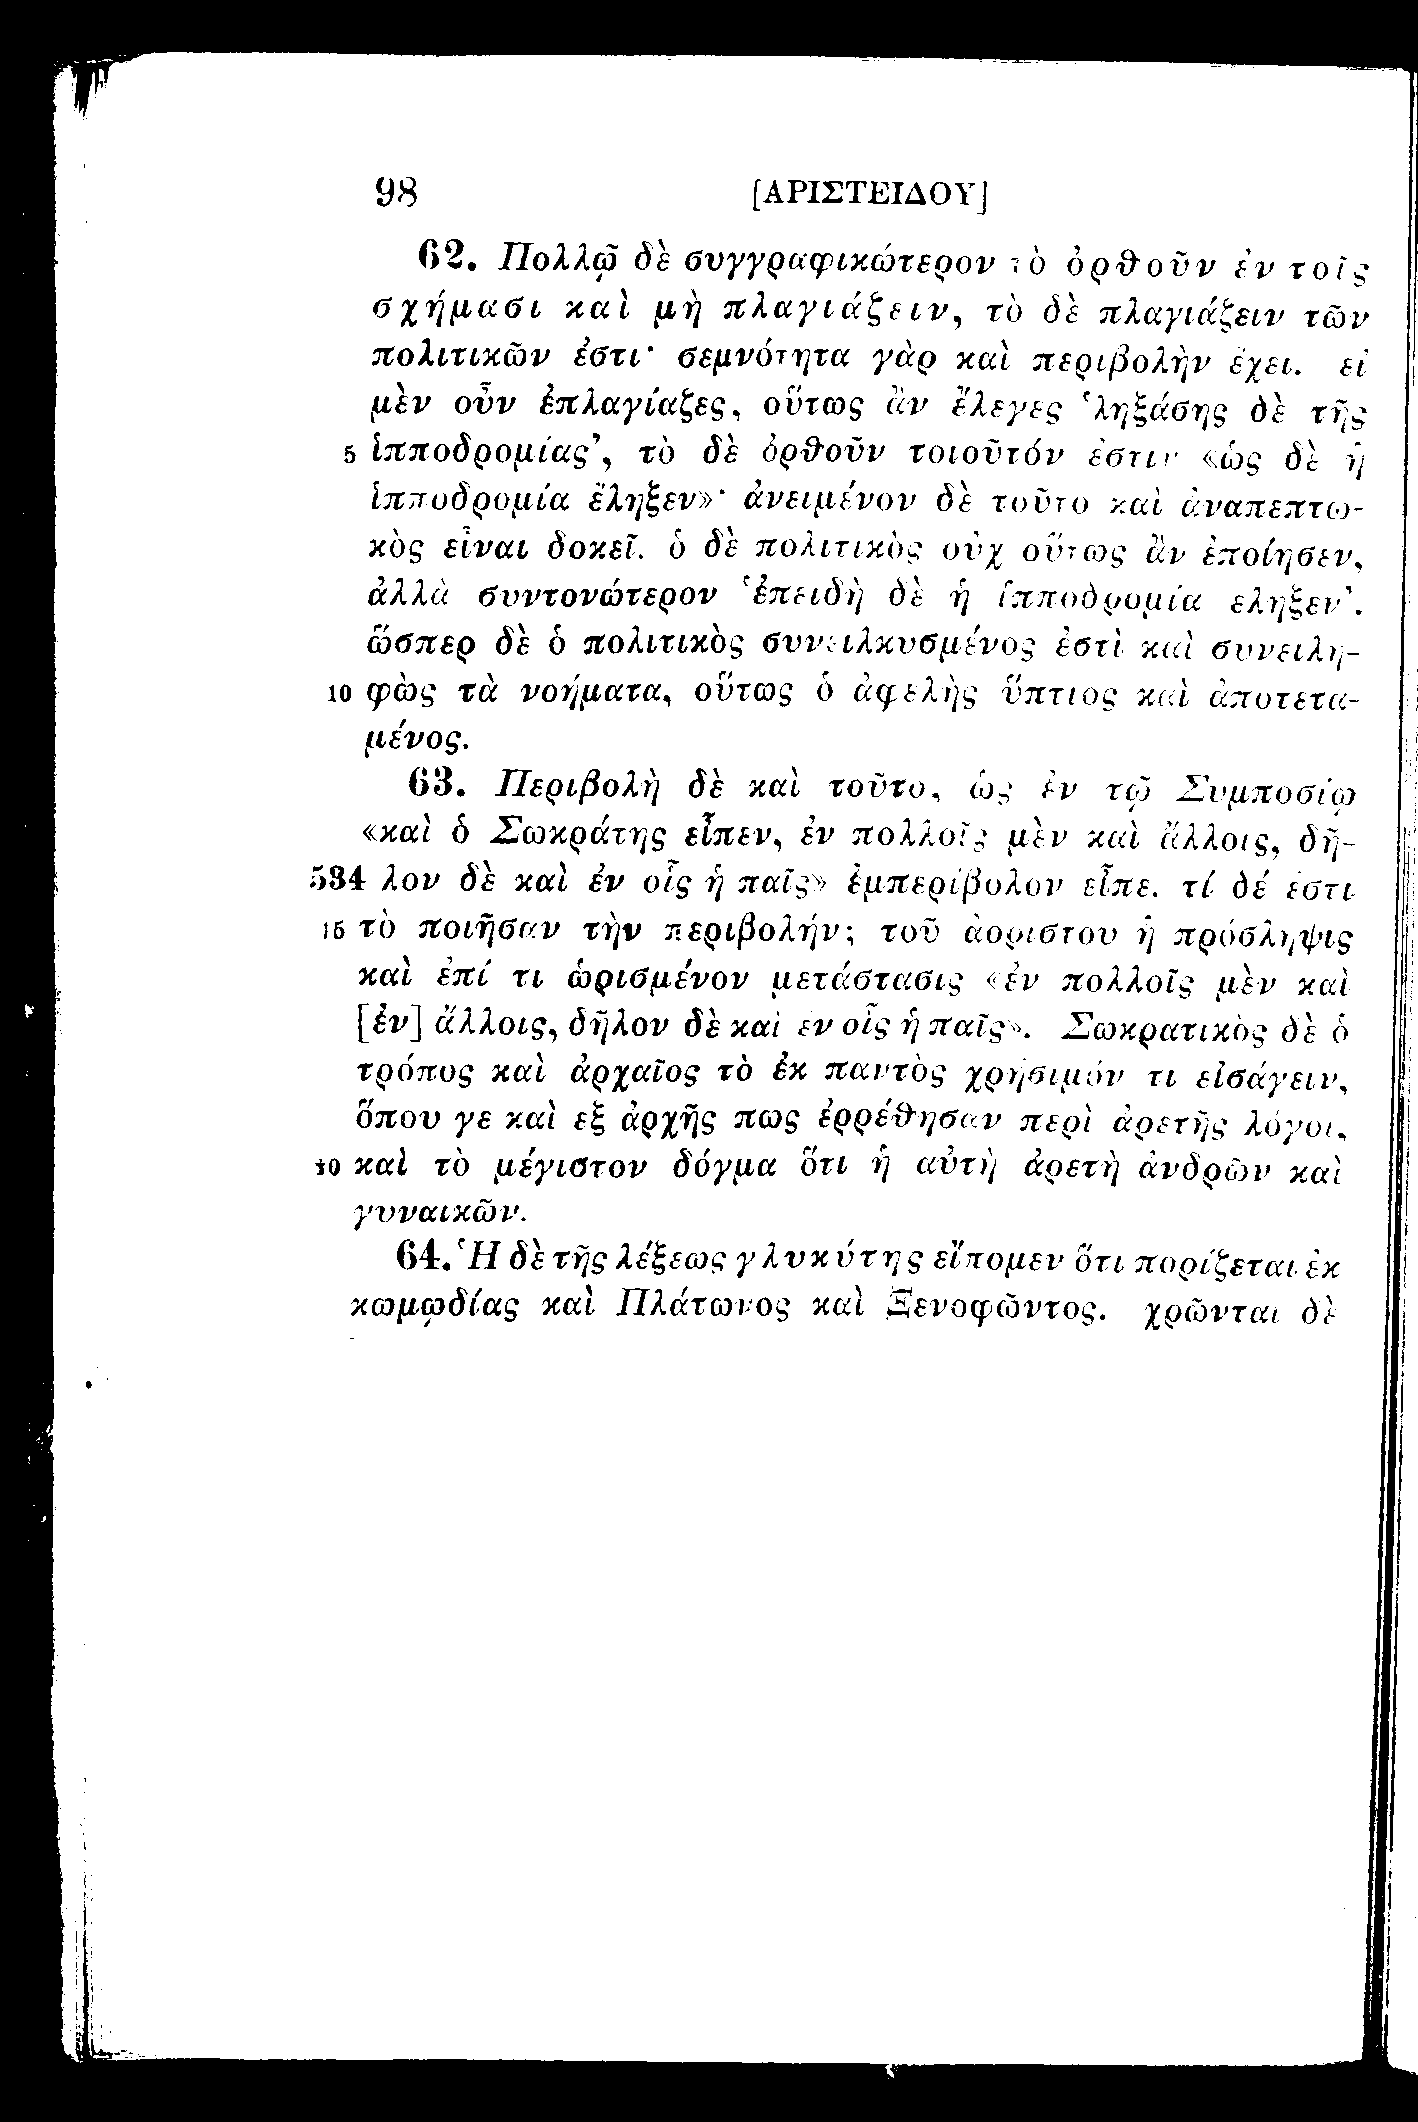 98 [ΑΡΙΣΤΕΙΔΟΥ]
62. Πολλῷ δὲ συγγραφικώτερον τὸ ὀρθοῦν ἐν τοῖς
σχήμασι καὶ μὴ πλαγιάζειν, τὸ δὲ πλαγιάζειν τῶν
πολιτικῶν ἐστι· σεμνότητα γὰρ καὶ περιβολὴν ἔχει. εἰ
μὲν οὖν ἐπλαγίαζες, οὕτως ἂν ἔλεγες ‘ληξάσης δὲ τῆς
5 ἱπποδρομίας’, τὸ δὲ ὀρθοῦν τοιοῦτόν ἐστιν «ὡς δὲ ἡ
ἱπποδρομία ἔληξεν»· ἀνειμένον δὲ τοῦτο καὶ ἀναπεπτω-
κὸς εἶναι δοκεῖ. ὁ δὲ πολιτικὸς οὐχ οὕτως ἂν ἐποίησεν,
ἀλλὰ συντονώτερον ‘ἐπειδὴ δὲ ἡ ἱπποδρομία ἔληξεν’.
ὥσπερ δὲ ὁ πολιτικὸς συνειλκυσμένος ἐστὶ καὶ συνειλη-
10 φὼς τὰ νοήματα, οὕτως ὁ ἀφελὴς ὕπτιος καὶ ἀποτετα-
μένος.
63. Περιβολὴ δὲ καὶ τοῦτο, ὡς ἐν τῷ Συμποσίῳ
«καὶ ὁ Σωκράτης εἶπεν, ἐν πολλοῖς μὲν καὶ ἄλλοις, δῆ-
534 λον δὲ καὶ ἐν οἷς ἡ παῖς» ἐμπερίβολον εἶπε. τί δέ ἐστι
15 τὸ ποιῆσαν τὴν περιβολήν; τοῦ ἀορίστου ἡ πρόσληψις
καὶ ἐπί τι ὡρισμένον μετάστασις «ἐν πολλοῖς μὲν καὶ
[ἐν] ἄλλοις, δῆλον δὲ καὶ ἐν οἷς ἡ παῖς». Σωκρατικὸς δὲ ὁ
τρόπος καὶ ἀρχαῖος τὸ ἐκ παντὸς χρήσιμόν τι εἰσάγειν,
ὅπου γε καὶ ἐξ ἀρχῆς πως ἐρρέθησαν περὶ ἀρετῆς λόγοι,
20 καὶ τὸ μέγιστον δόγμα ὅτι ἡ αὐτὴ ἀρετὴ ἀνδρῶν καὶ
γυναικῶν.
64. Ἡ δὲ τῆς λέξεως γλυκύτης εἴπομεν ὅτι πορίζεται ἐκ
κωμῳδίας καὶ Πλάτωνος καὶ Ξενοφῶντος. χρῶνται δὲ